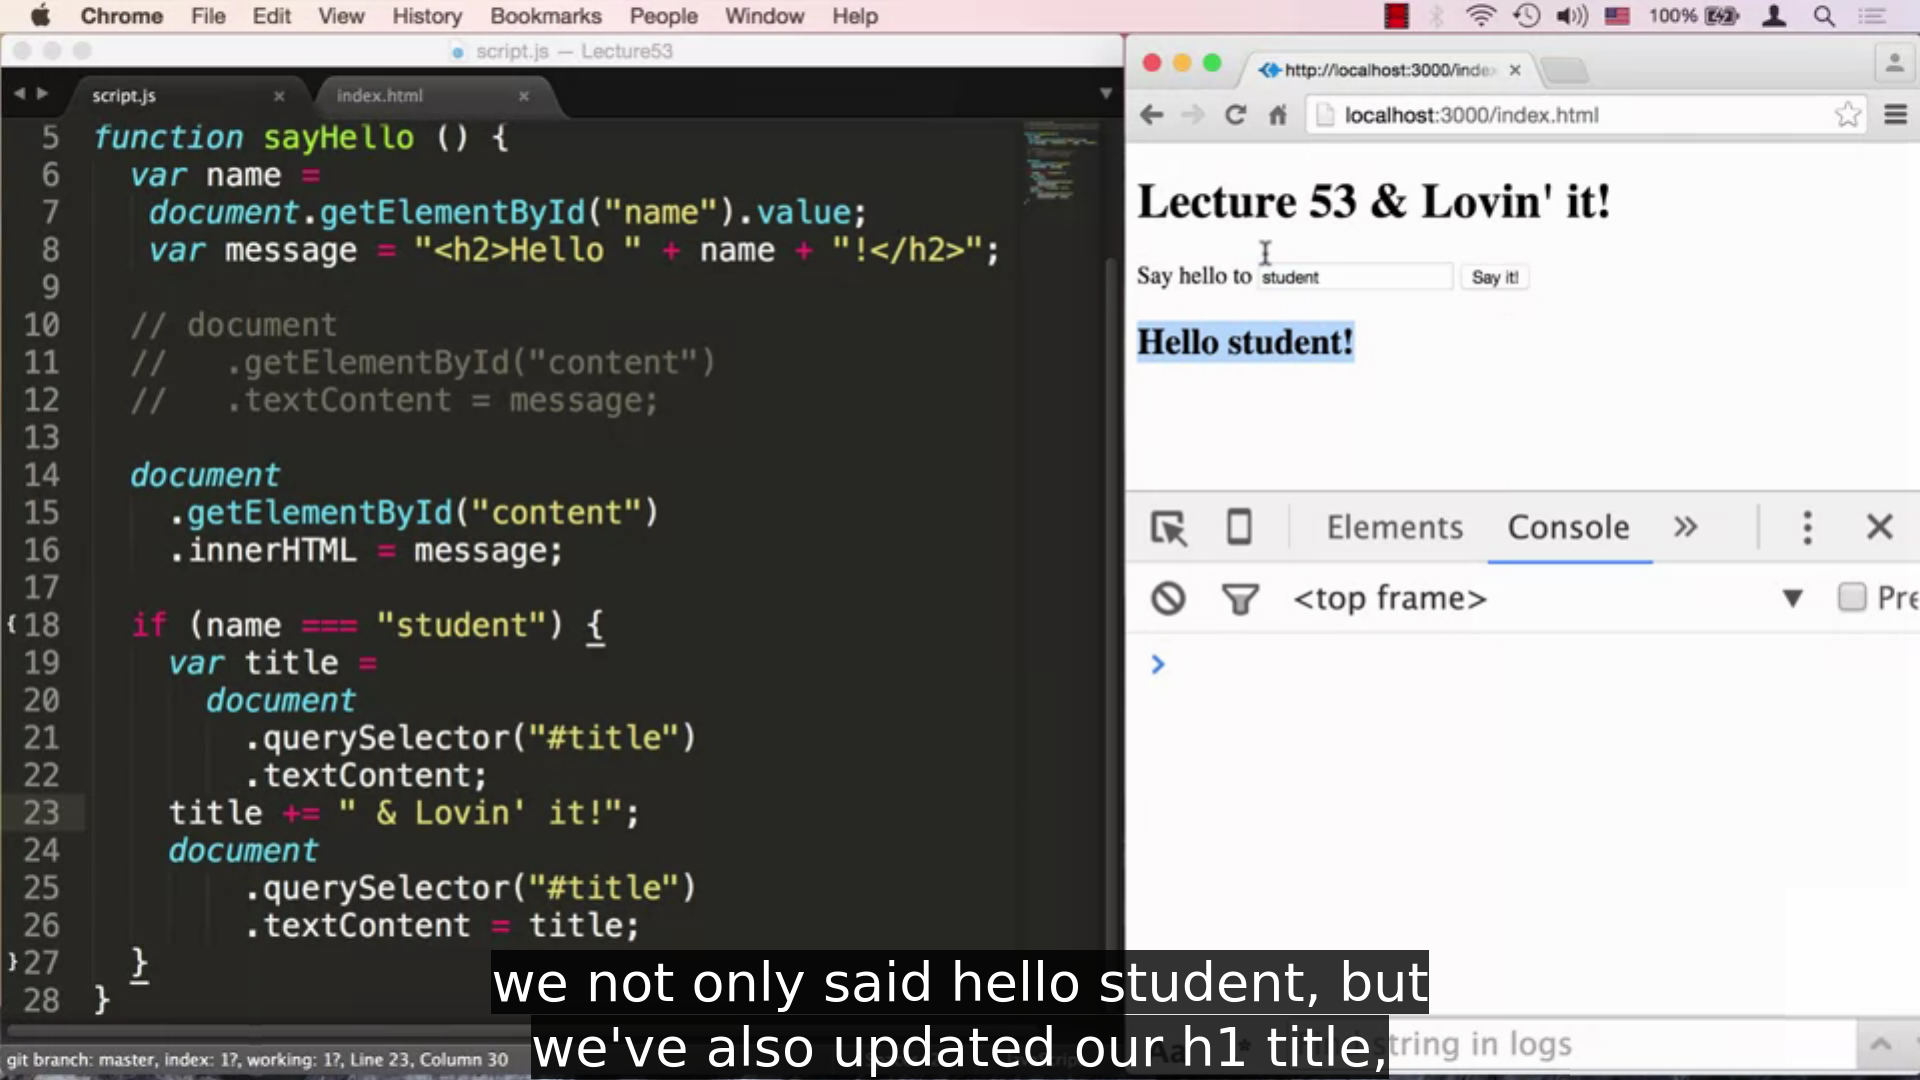 Chrome File Edit View History Bookmarks People Window Help 100%
script.js — Lecture53
script.js × index.html ×
5 function sayHello () {
6 var name =
7 document.getElementById("name").value;
8 var message = "<h2>Hello " + name + "!</h2>";
9
10 // document
11 // .getElementById("content")
12 // .textContent = message;
13
14 document
15 .getElementById("content")
16 .innerHTML = message;
17
18 if (name === "student") {
19 var title =
20 document
21 .querySelector("#title")
22 .textContent;
23 title += " & Lovin' it!";
24 document
25 .querySelector("#title")
26 .textContent = title;
27 }
28 }
git branch: master, index: 1?, working: 1?, Line 23, Column 30
http://localhost:3000/inde
localhost:3000/index.html
Lecture 53 & Lovin' it!
Say hello to student Say it!
Hello student!
Elements Console
<top frame> Pre
string in logs
we not only said hello student, but
we've also updated our h1 title,